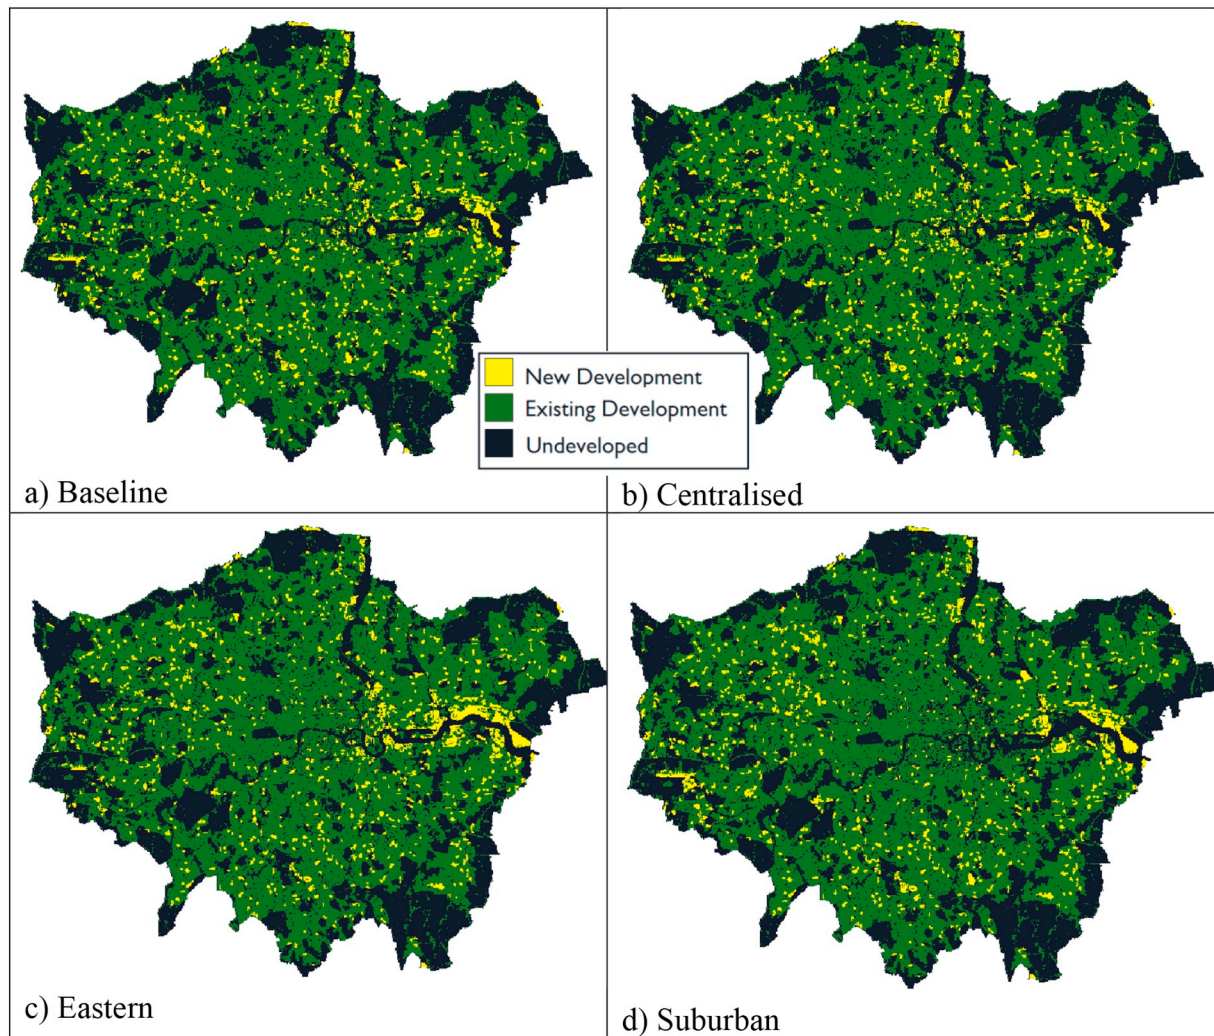 New Development
Existing Development
Undeveloped
a) Baseline
b) Centralised
c) Eastern
d) Suburban